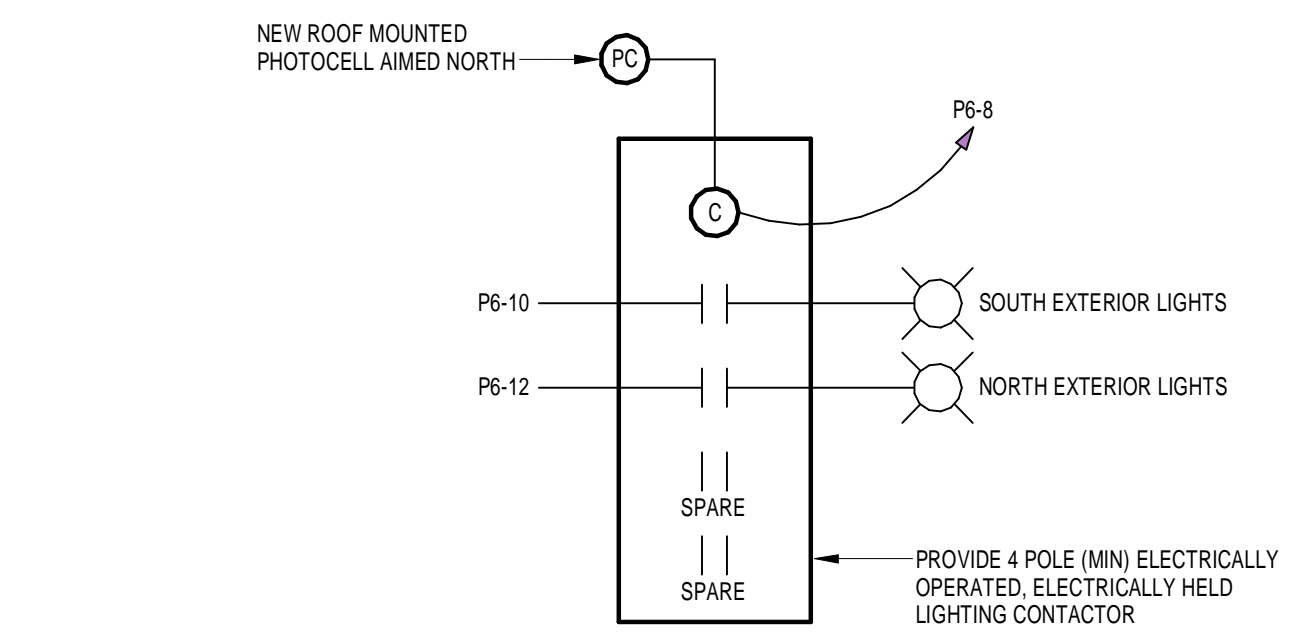 NEW ROOF MOUNTED
PHOTOCELL AIMED NORTH
PC
P6-8
C
P6-10
SOUTH EXTERIOR LIGHTS
P6-12
NORTH EXTERIOR LIGHTS
SPARE
SPARE
PROVIDE 4 POLE (MIN) ELECTRICALLY
OPERATED, ELECTRICALLY HELD
LIGHTING CONTACTOR